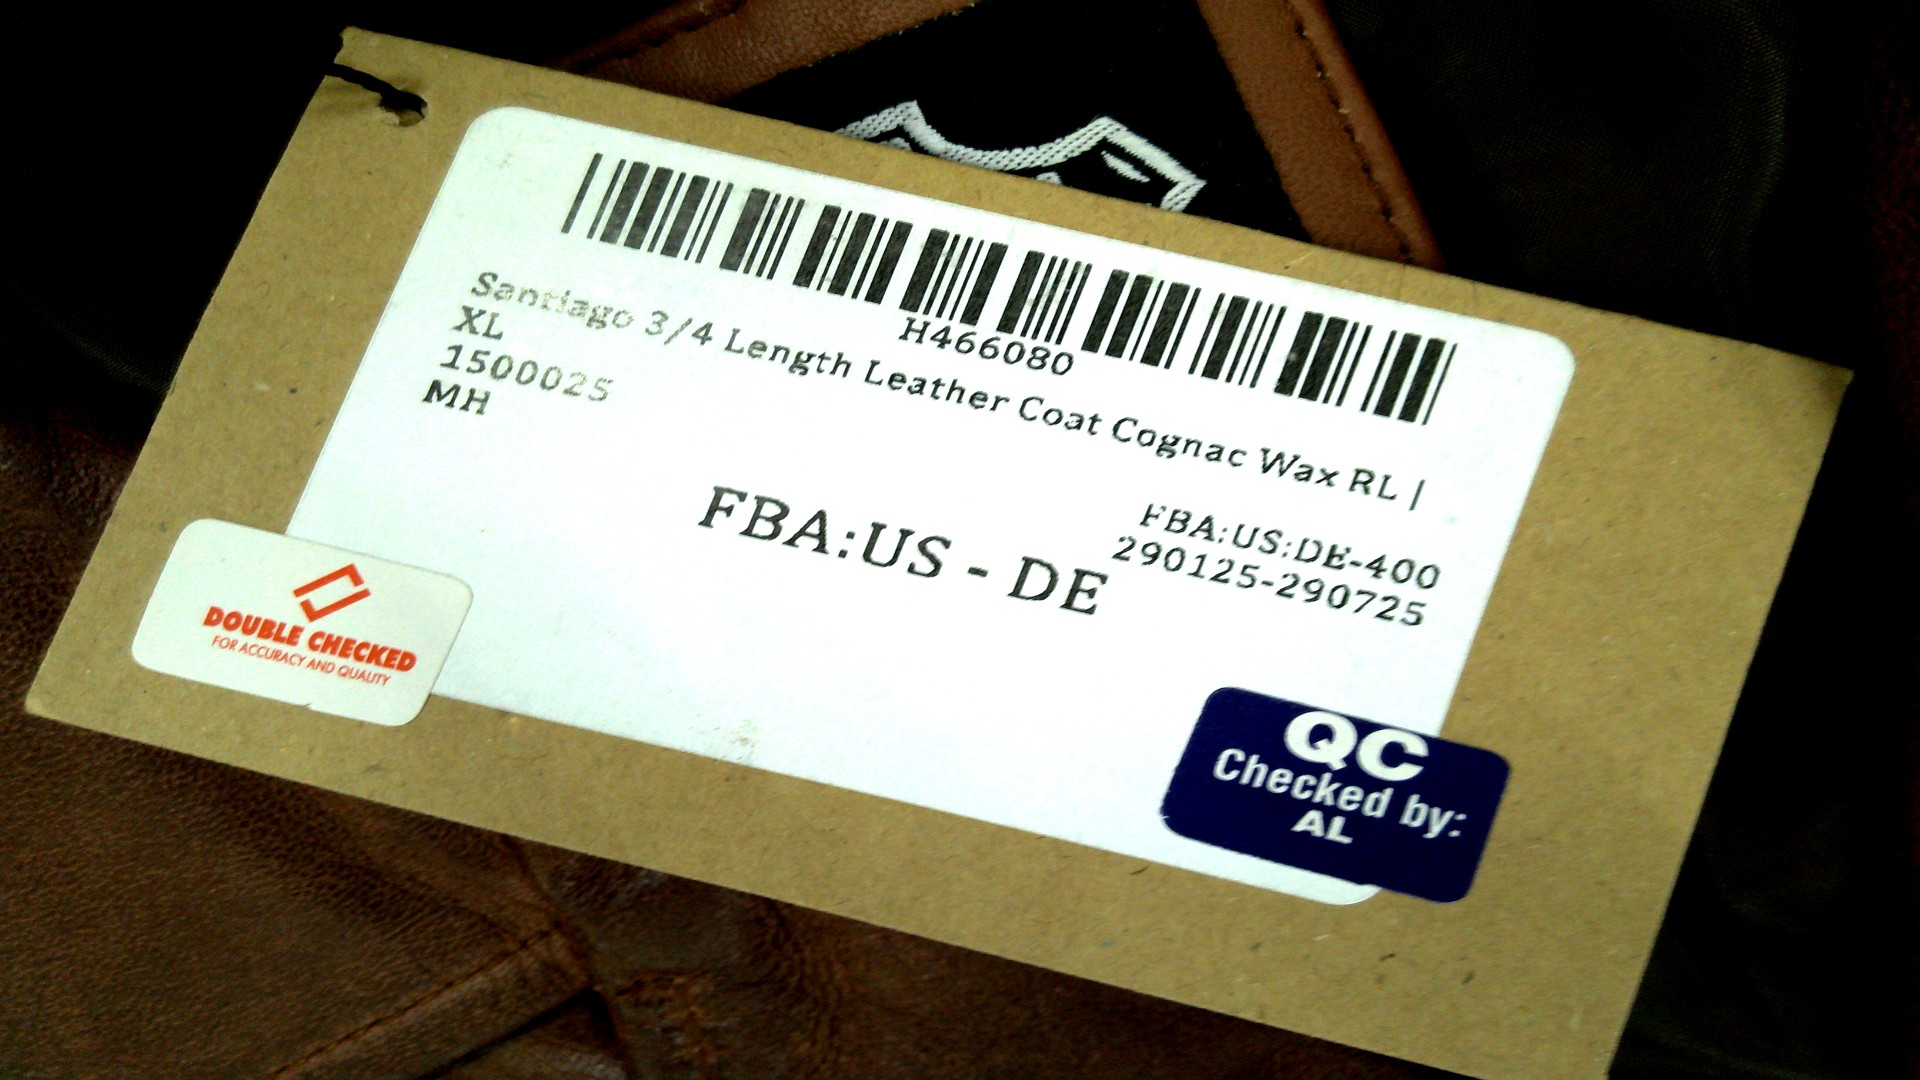 H466080
Santiago 3/4 Length Leather Coat Cognac Wax RL |
XL
1500025
MH
FBA:US:DE-400
290125-290725
FBA:US - DE
DOUBLE CHECKED
FOR ACCURACY AND QUALITY
QC
Checked by:
AL